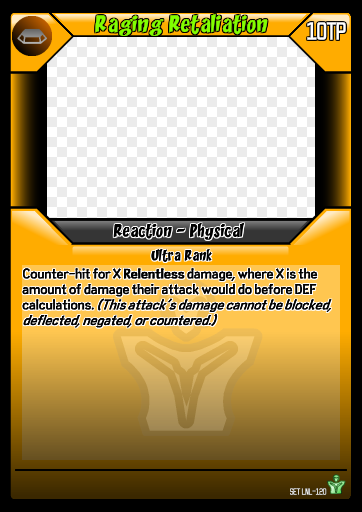 Raging Retaliation
10TP
Reaction - Physical
Ultra Rank
Counter-hit for X Relentless damage, where X is the
amount of damage their attack would do before DEF
calculations. (This attack's damage cannot be blocked,
deflected, negated, or countered.)
SET LNL-120